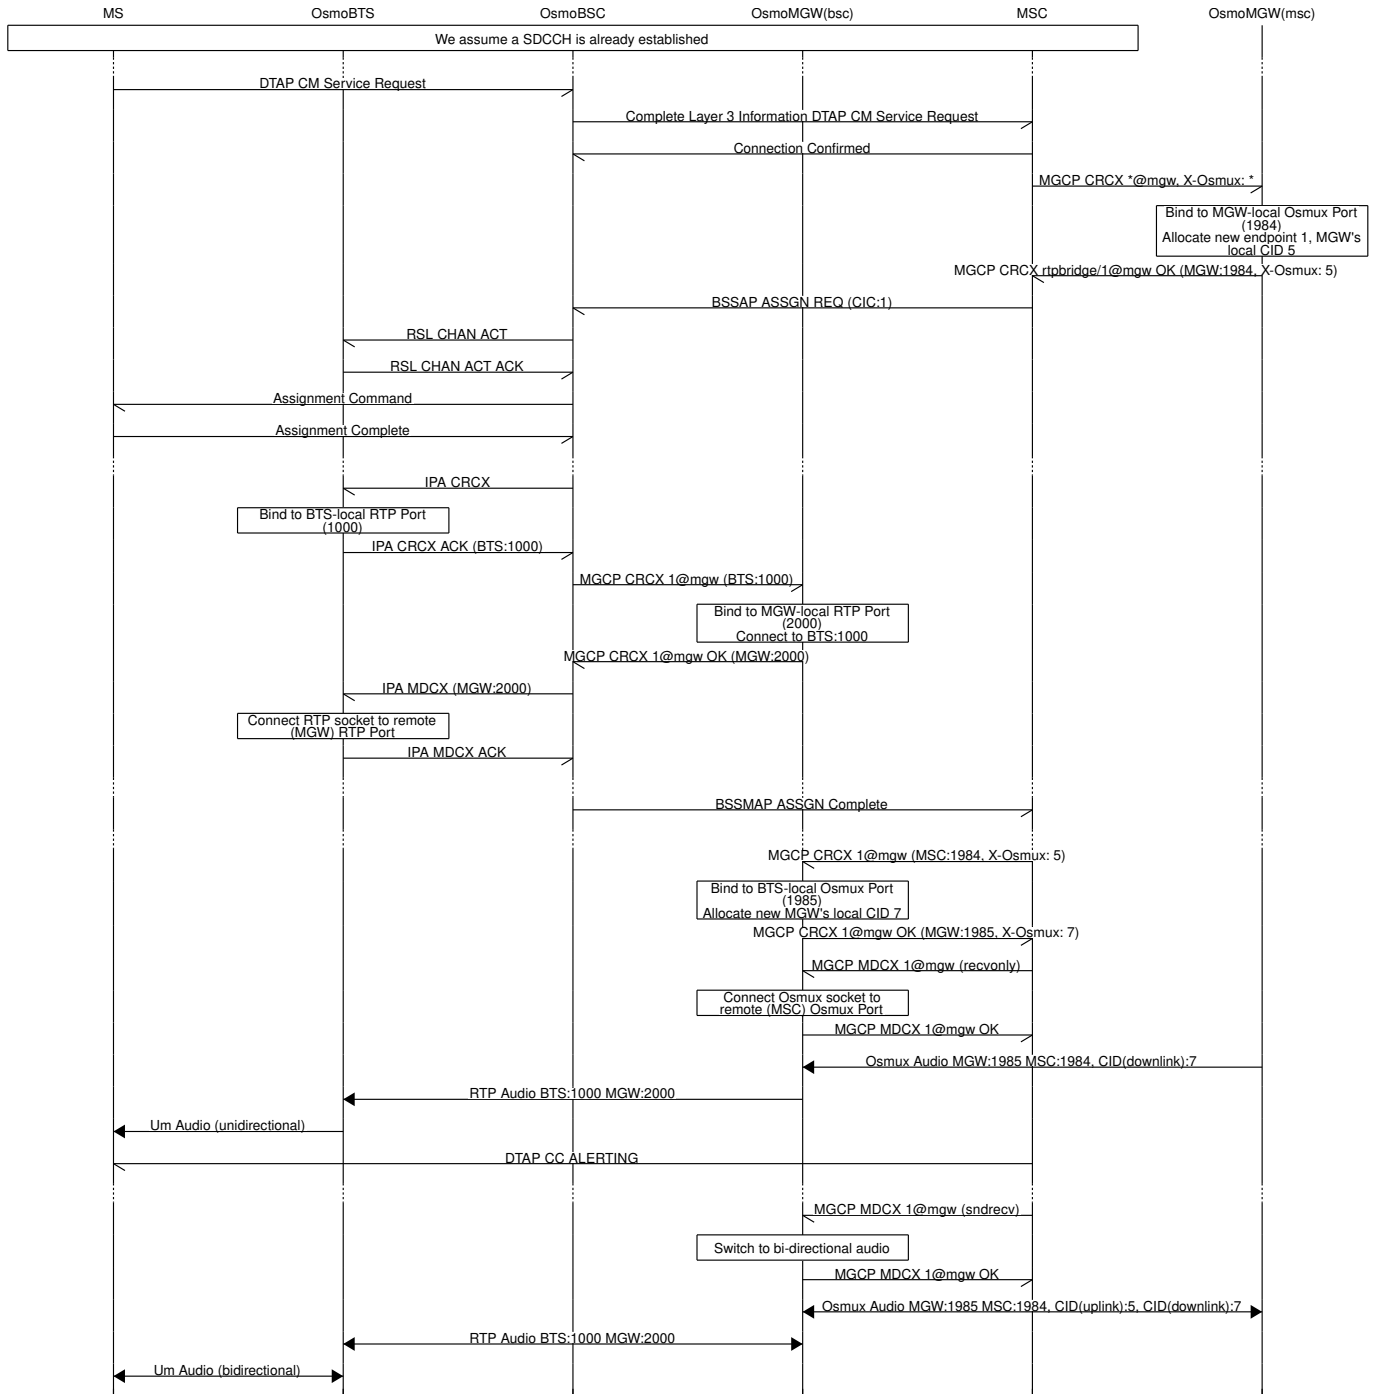 MS OsmoBTS OsmoBSC OsmoMGW(bsc) MSC OsmoMGW(msc)
We assume a SDCCH is already established
DTAP CM Service Request
Complete Layer 3 Information DTAP CM Service Request
Connection Confirmed
MGCP CRCX *@mgw, X-Osmux: *
Bind to MGW-local Osmux Port
(1984)
Allocate new endpoint 1, MGW's
local CID 5
MGCP CRCX rtpbridge/1@mgw OK (MGW:1984, X-Osmux: 5)
BSSAP ASSGN REQ (CIC:1)
RSL CHAN ACT
RSL CHAN ACT ACK
Assignment Command
Assignment Complete
IPA CRCX
Bind to BTS-local RTP Port
(1000)
IPA CRCX ACK (BTS:1000)
MGCP CRCX 1@mgw (BTS:1000)
Bind to MGW-local RTP Port
(2000)
Connect to BTS:1000
MGCP CRCX 1@mgw OK (MGW:2000)
IPA MDCX (MGW:2000)
Connect RTP socket to remote
(MGW) RTP Port
IPA MDCX ACK
BSSMAP ASSGN Complete
MGCP CRCX 1@mgw (MSC:1984, X-Osmux: 5)
Bind to BTS-local Osmux Port
(1985)
Allocate new MGW's local CID 7
MGCP CRCX 1@mgw OK (MGW:1985, X-Osmux: 7)
MGCP MDCX 1@mgw (recvonly)
Connect Osmux socket to
remote (MSC) Osmux Port
MGCP MDCX 1@mgw OK
Osmux Audio MGW:1985 MSC:1984, CID(downlink):7
RTP Audio BTS:1000 MGW:2000
Um Audio (unidirectional)
DTAP CC ALERTING
MGCP MDCX 1@mgw (sndrecv)
Switch to bi-directional audio
MGCP MDCX 1@mgw OK
Osmux Audio MGW:1985 MSC:1984, CID(uplink):5, CID(downlink):7
RTP Audio BTS:1000 MGW:2000
Um Audio (bidirectional)